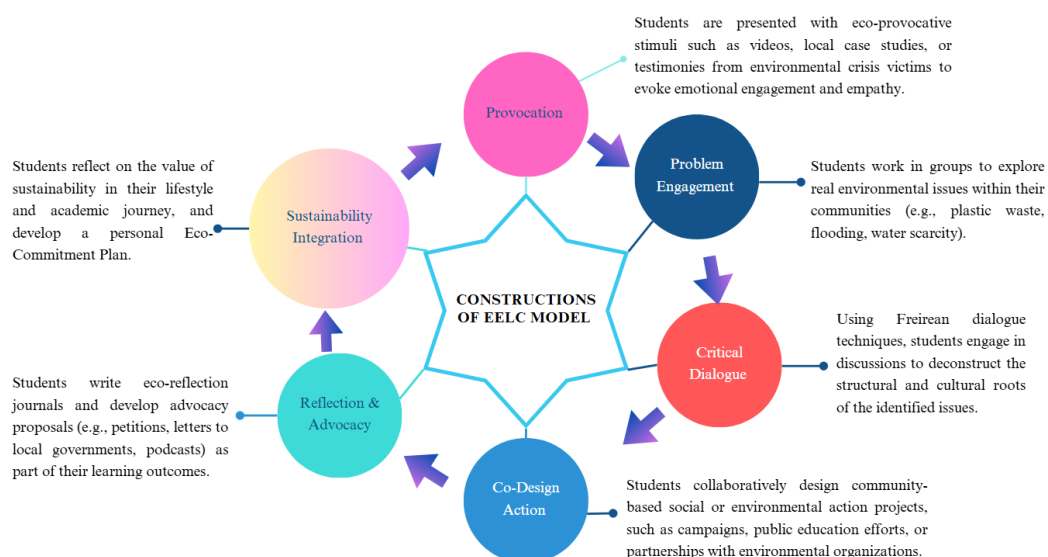 Students are presented with eco-provocative
stimuli such as videos, local case studies, or
testimonies from environmental crisis victims to
evoke emotional engagement and empathy.
Provocation
Problem
Engagement
Students work in groups to explore
real environmental issues within their
communities (e.g., plastic waste,
flooding, water scarcity).
Critical
Dialogue
Using Freirean dialogue
techniques, students engage in
discussions to deconstruct the
structural and cultural roots
of the identified issues.
Co-Design
Action
Students collaboratively design community-
based social or environmental action projects,
such as campaigns, public education efforts, or
partnerships with environmental organizations.
Reflection &
Advocacy
Students write eco-reflection
journals and develop advocacy
proposals (e.g., petitions, letters to
local governments, podcasts) as
part of their learning outcomes.
Sustainability
Integration
Students reflect on the value of
sustainability in their lifestyle
and academic journey, and
develop a personal Eco-
Commitment Plan.
CONSTRUCTIONS
OF EELC MODEL